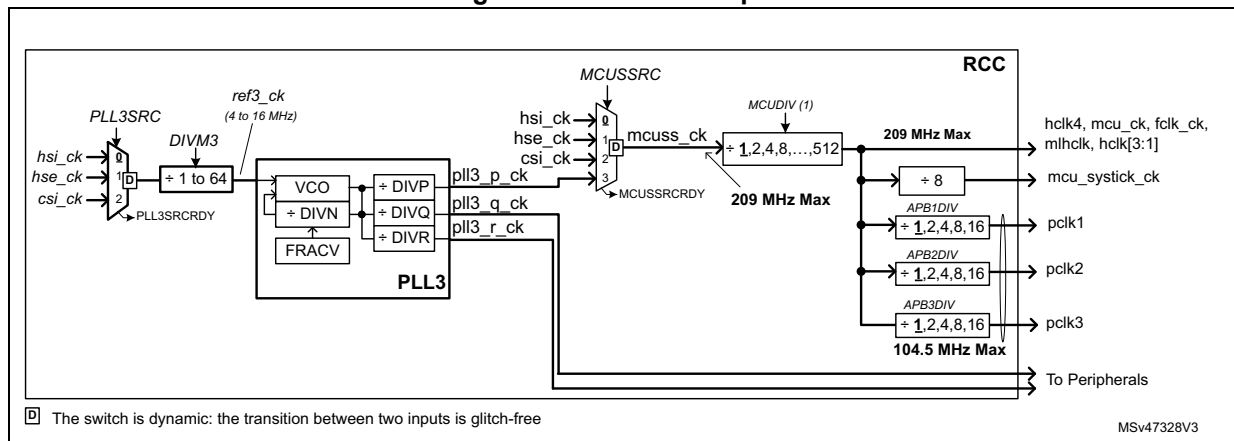 RCC
MCUSSRC
PLL3SRC
DIVM3
ref3_ck
(4 to 16 MHz)
hsi_ck
hse_ck
csi_ck
0
1
2
D
÷ 1 to 64
PLL3SRCRDY
VCO
÷ DIVN
FRACV
÷ DIVP
÷ DIVQ
÷ DIVR
PLL3
pll3_p_ck
pll3_q_ck
pll3_r_ck
hsi_ck
hse_ck
csi_ck
0
1
2
3
D
MCUSSRCRDY
mcuss_ck
209 MHz Max
MCUDIV (1)
÷ 1,2,4,8,…,512
209 MHz Max
hclk4, mcu_ck, fclk_ck,
mlhclk, hclk[3:1]
÷ 8
mcu_systick_ck
APB1DIV
÷ 1,2,4,8,16
pclk1
APB2DIV
÷ 1,2,4,8,16
pclk2
APB3DIV
÷ 1,2,4,8,16
pclk3
104.5 MHz Max
To Peripherals
D The switch is dynamic: the transition between two inputs is glitch-free
MSv47328V3